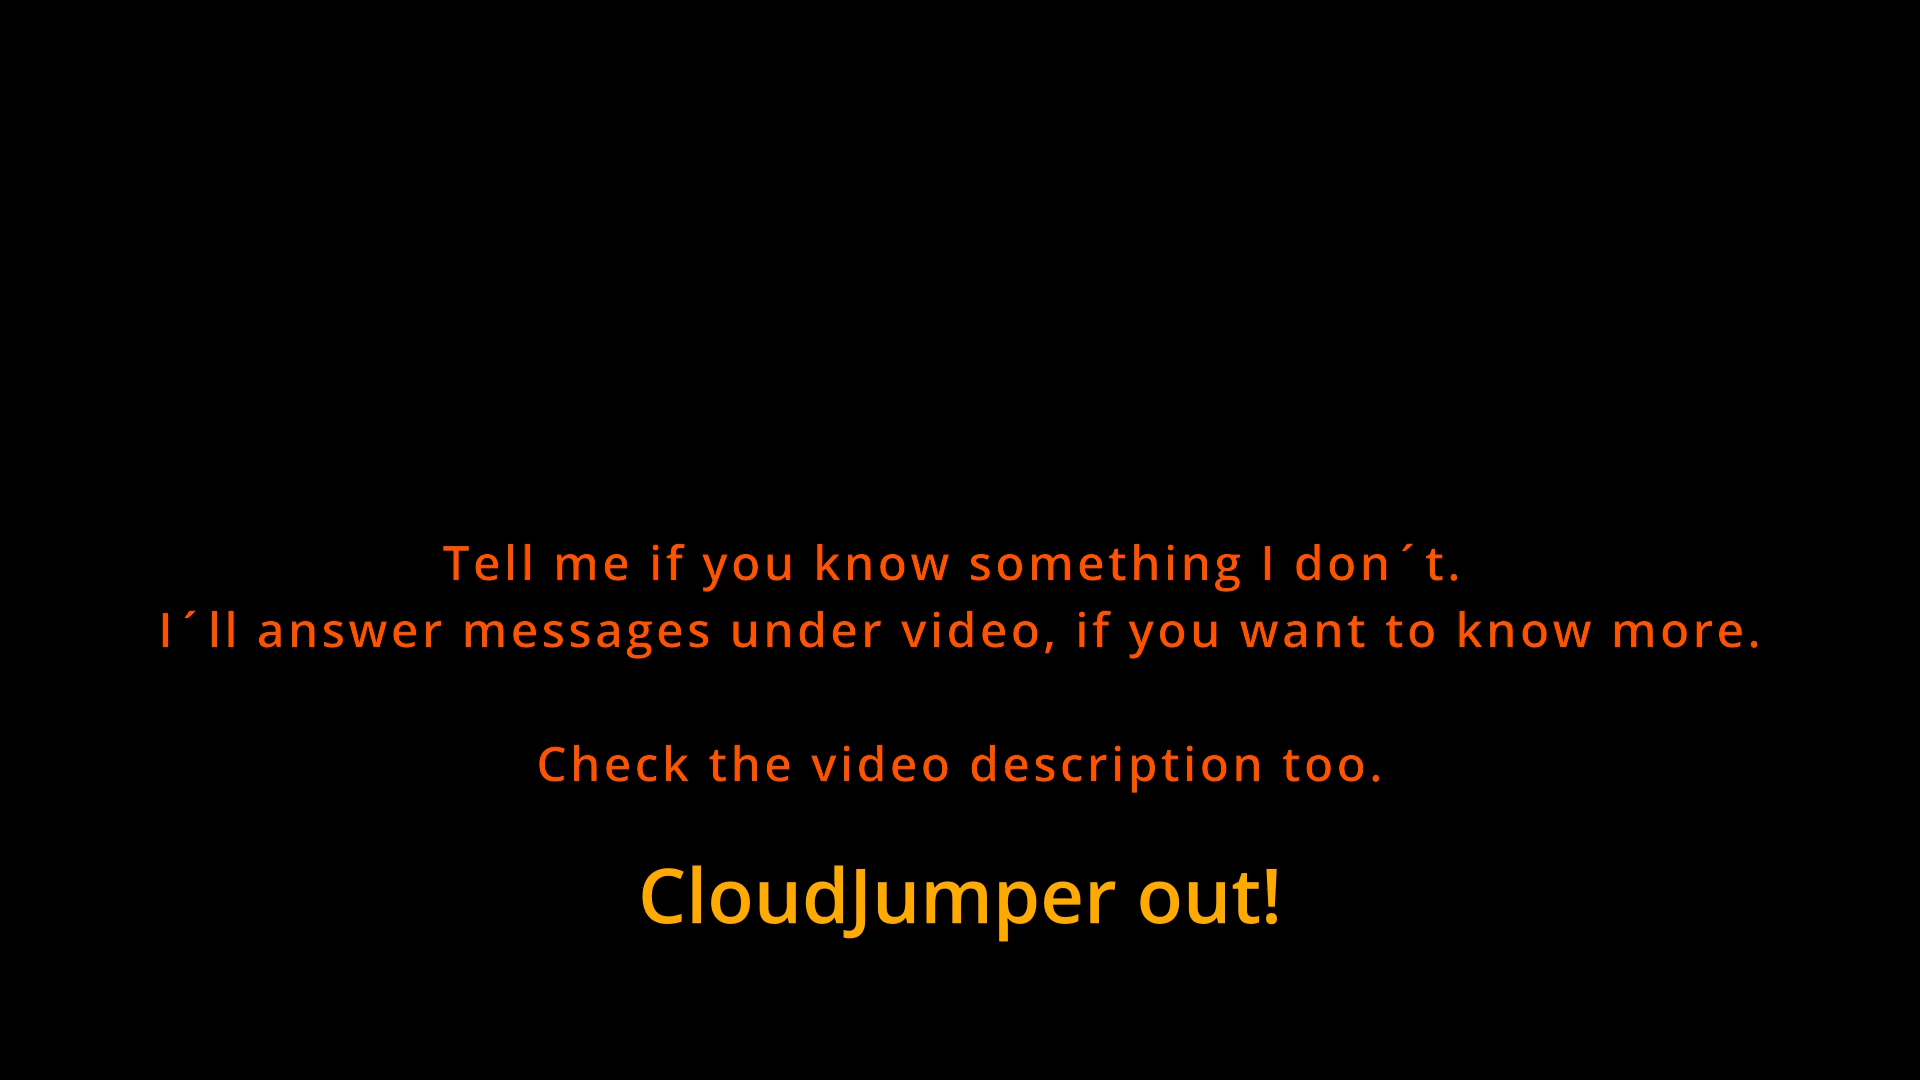 Tell me if you know something I don´t.
I´ll answer messages under video, if you want to know more.
Check the video description too.
CloudJumper out!